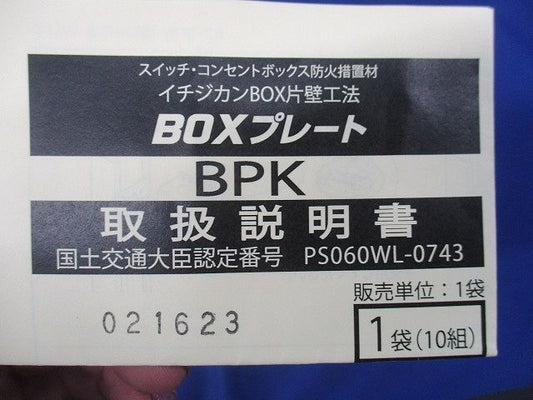 スイッチ・コンセントボックス防火措置材
イチジカンBOX片壁工法
BOXプレート
BPK
取扱説明書
国土交通大臣認定番号 PS060WL-0743
販売単位：1袋
1袋(10組)
021623